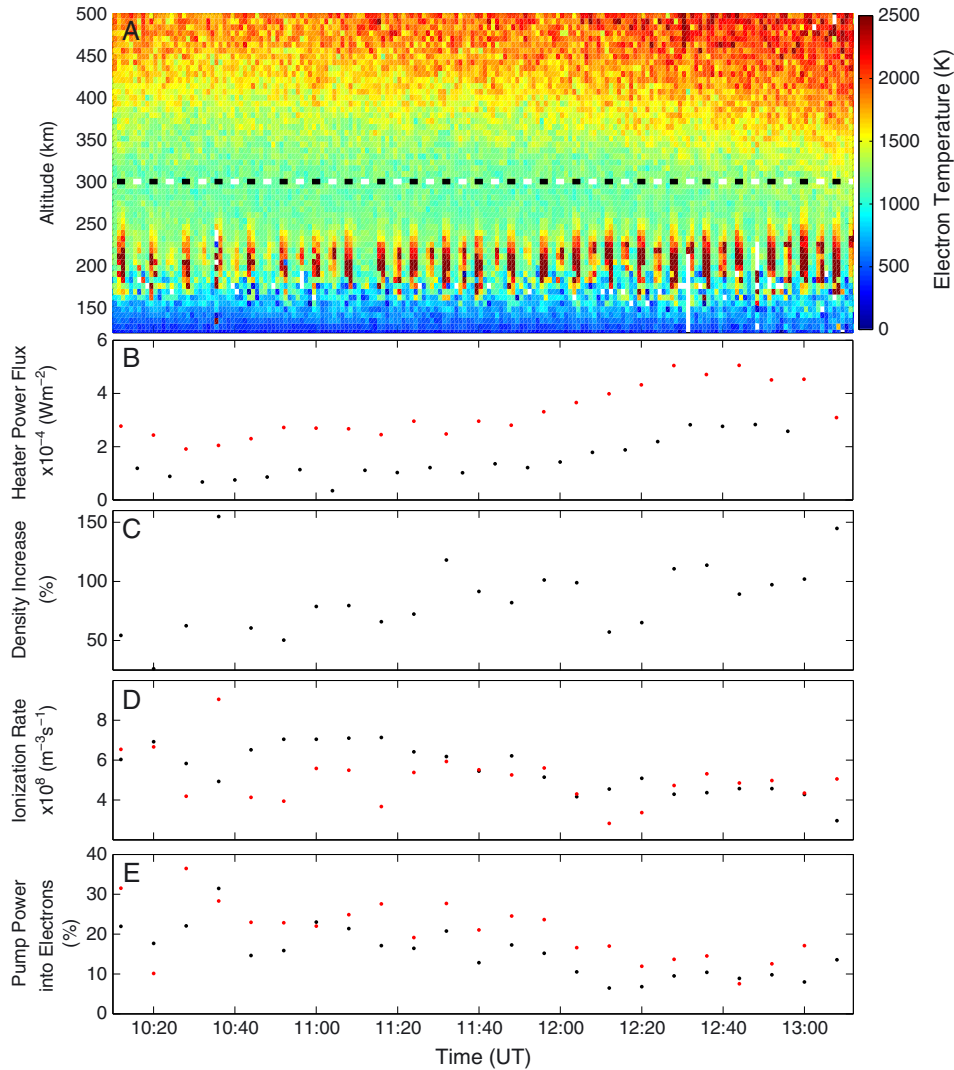 A
500
450
400
350
300
250
200
150
Altitude (km)
2500
2000
1500
1000
500
0
Electron Temperature (K)
B
6
4
2
0
Heater Power Flux
x10−4 (Wm−2)
C
150
100
50
Density Increase
(%)
D
8
6
4
Ionization Rate
x108 (m−3s−1)
E
40
30
20
10
0
Pump Power
into Electrons
(%)
10:20 10:40 11:00 11:20 11:40 12:00 12:20 12:40 13:00
Time (UT)